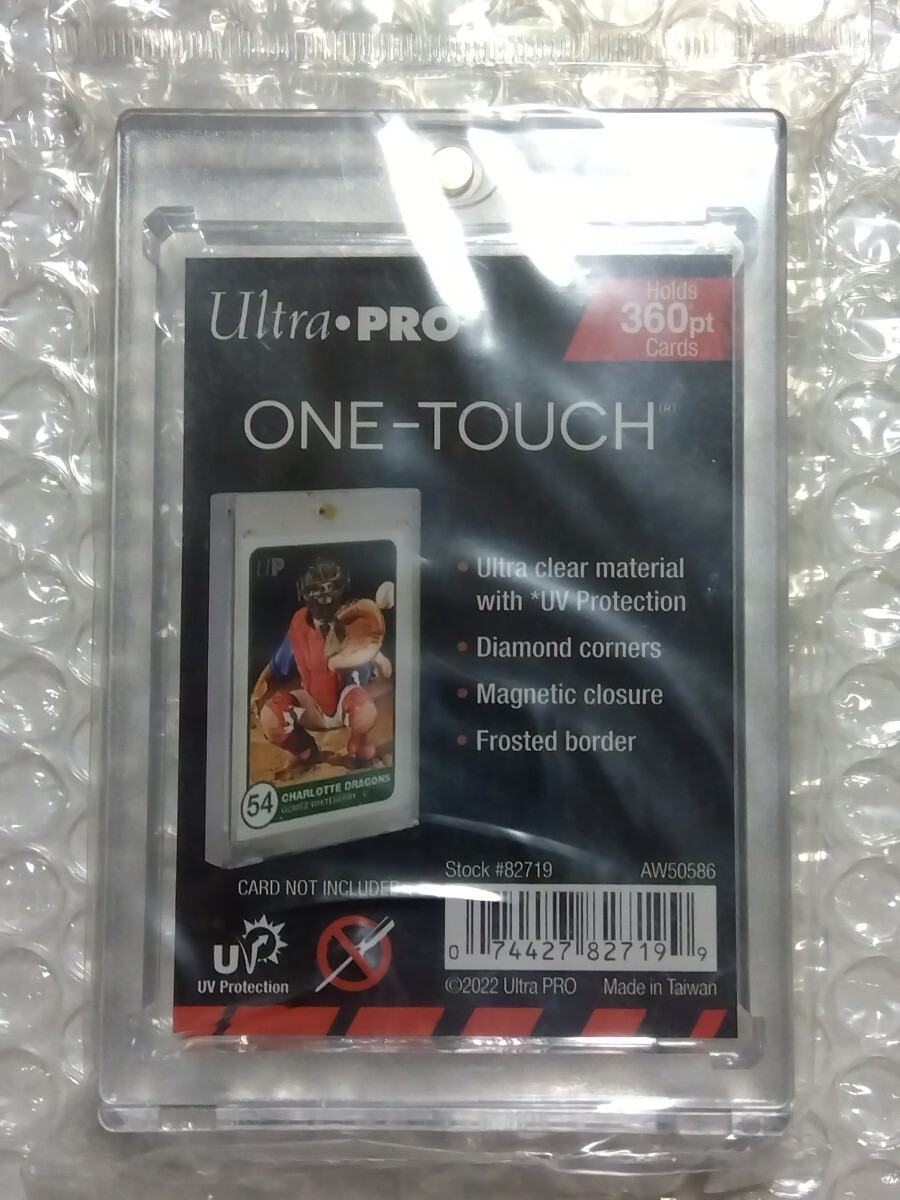 Ultra•PRO
Holds
360pt
Cards
ONE-TOUCH
• Ultra clear material
with *UV Protection
• Diamond corners
• Magnetic closure
• Frosted border
UP
54
CHARLOTTE DRAGONS
CARD NOT INCLUDED
Stock #82719
AW50586
0 74427 82719 9
UV
UV Protection
©2022 Ultra PRO
Made in Taiwan